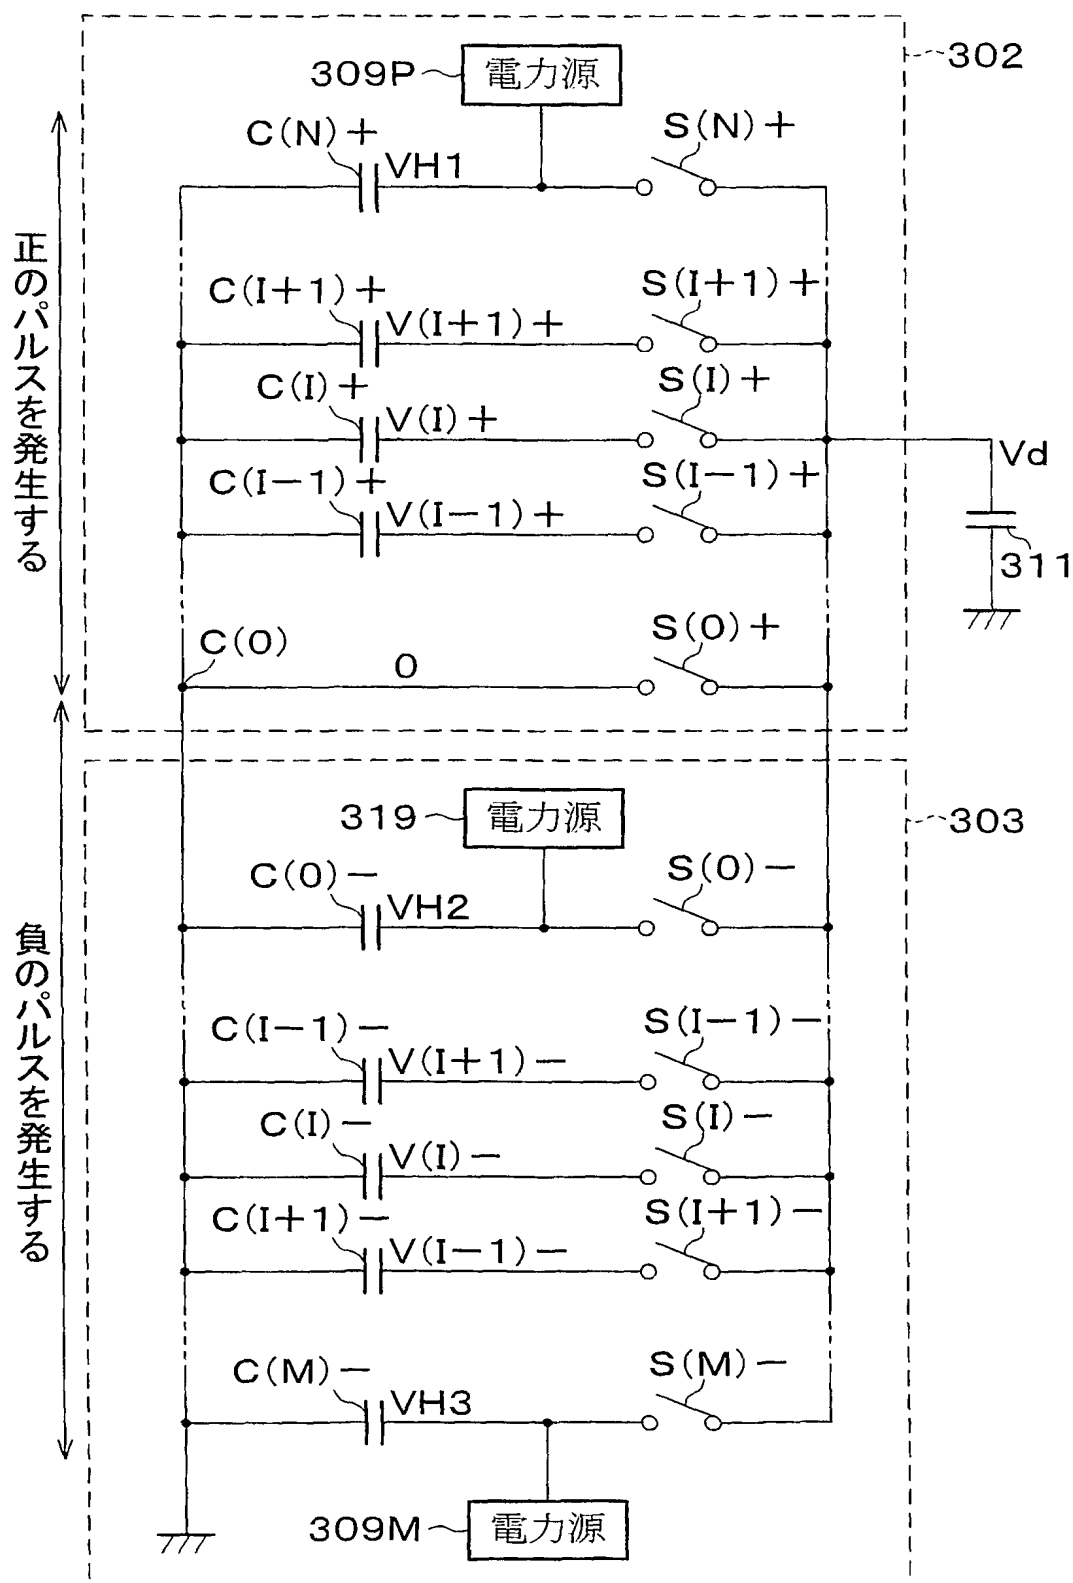 302
309P
電力源
C(N)+
VH1
S(N)+
正のパルスを発生する
C(I+1)+
V(I+1)+
S(I+1)+
C(I)+
V(I)+
S(I)+
Vd
C(I-1)+
V(I-1)+
S(I-1)+
311
C(0)
0
S(0)+
303
319
電力源
C(0)-
VH2
S(0)-
負のパルスを発生する
C(I-1)-
V(I+1)-
S(I-1)-
C(I)-
V(I)-
S(I)-
C(I+1)-
V(I-1)-
S(I+1)-
C(M)-
VH3
S(M)-
309M
電力源